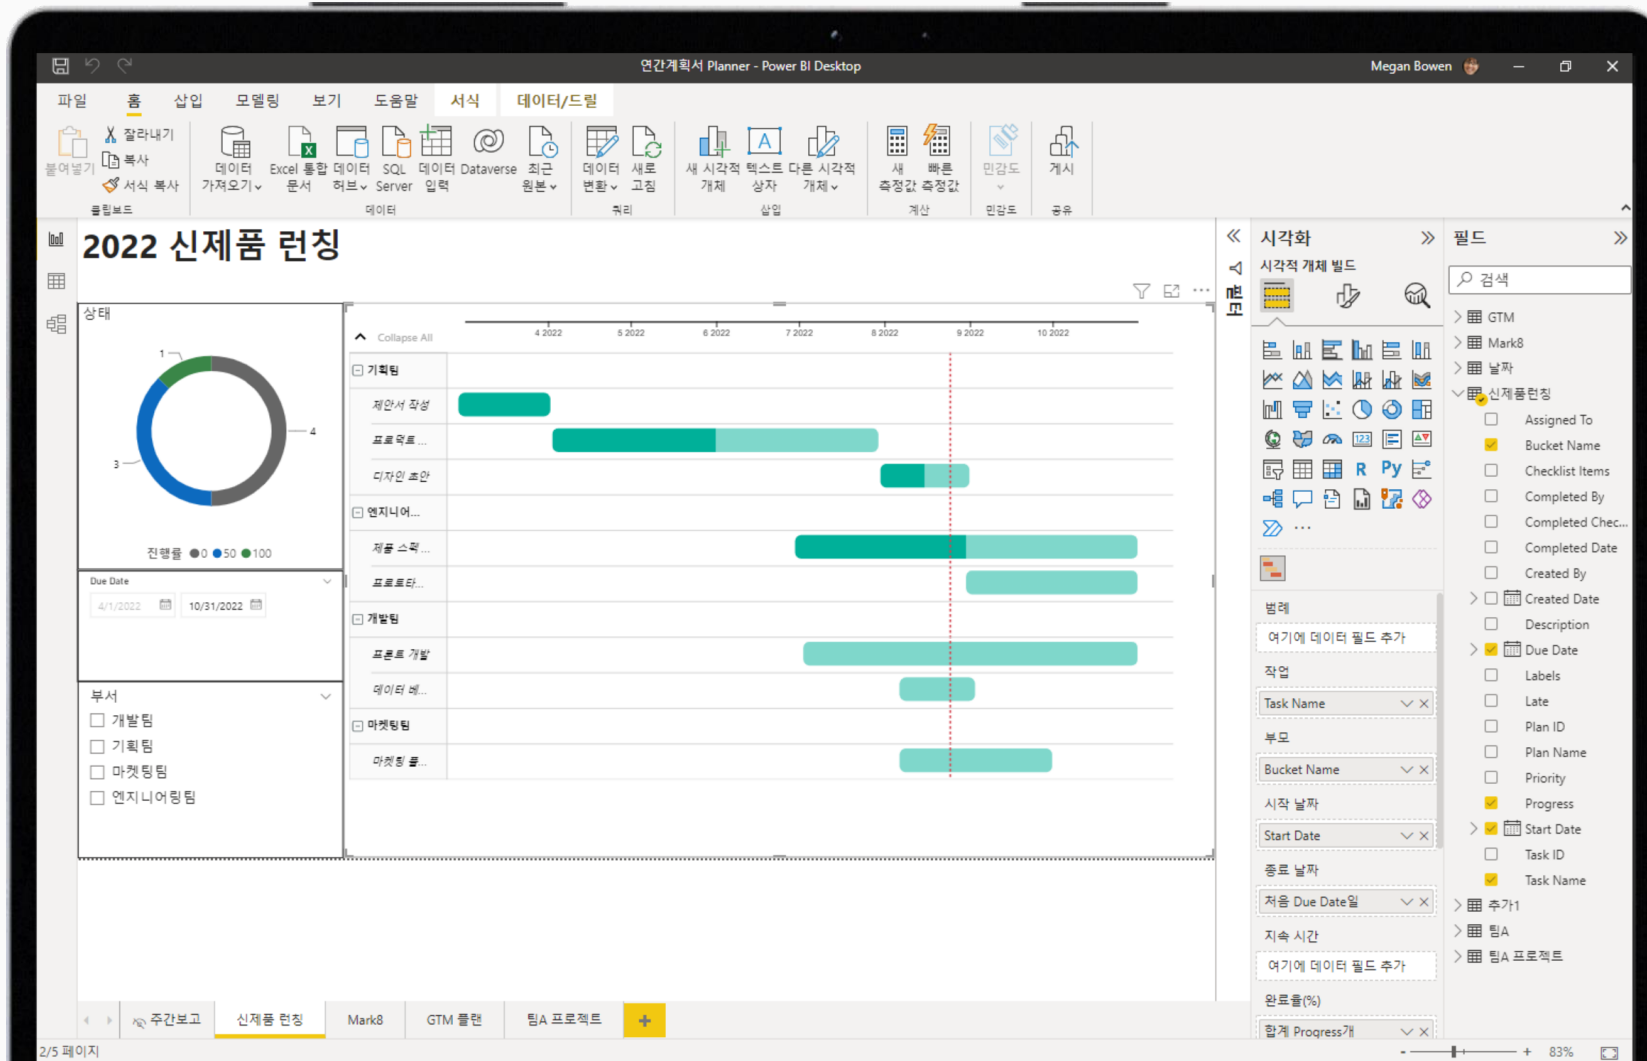 연간계획서 Planner - Power BI Desktop
Megan Bowen
파일 홈 삽입 모델링 보기 도움말 서식 데이터/드릴
붙여넣기
잘라내기
복사
서식 복사
클립보드
데이터 가져오기
Excel 통합 문서
데이터 허브
SQL Server
데이터 입력
Dataverse
최근 원본
데이터
데이터 변환
새로 고침
쿼리
새 시각적 개체
텍스트 상자
다른 시각적 개체
삽입
새 측정값
빠른 측정값
계산
민감도
민감도
게시
공유
2022 신제품 런칭
상태
1
4
3
진행률 0 50 100
Due Date
4/1/2022 10/31/2022
부서
개발팀
기획팀
마켓팅팀
엔지니어링팀
Collapse All
4 2022 5 2022 6 2022 7 2022 8 2022 9 2022 10 2022
기획팀
제안서 작성
프로덕트 ...
디자인 초안
엔지니어...
제품 스펙 ...
프로토타...
개발팀
프론트 개발
데이터 베...
마켓팅팀
마켓팅 플...
필터
시각화
시각적 개체 빌드
123
R Py
...
범례
여기에 데이터 필드 추가
작업
Task Name
부모
Bucket Name
시작 날짜
Start Date
종료 날짜
처음 Due Date일
지속 시간
여기에 데이터 필드 추가
완료율(%)
합계 Progress개
필드
검색
GTM
Mark8
날짜
신제품런칭
Assigned To
Bucket Name
Checklist Items
Completed By
Completed Chec...
Completed Date
Created By
Created Date
Description
Due Date
Labels
Late
Plan ID
Plan Name
Priority
Progress
Start Date
Task ID
Task Name
추가1
팀A
팀A 프로젝트
주간보고 신제품 런칭 Mark8 GTM 플랜 팀A 프로젝트 +
2/5 페이지
- + 83%